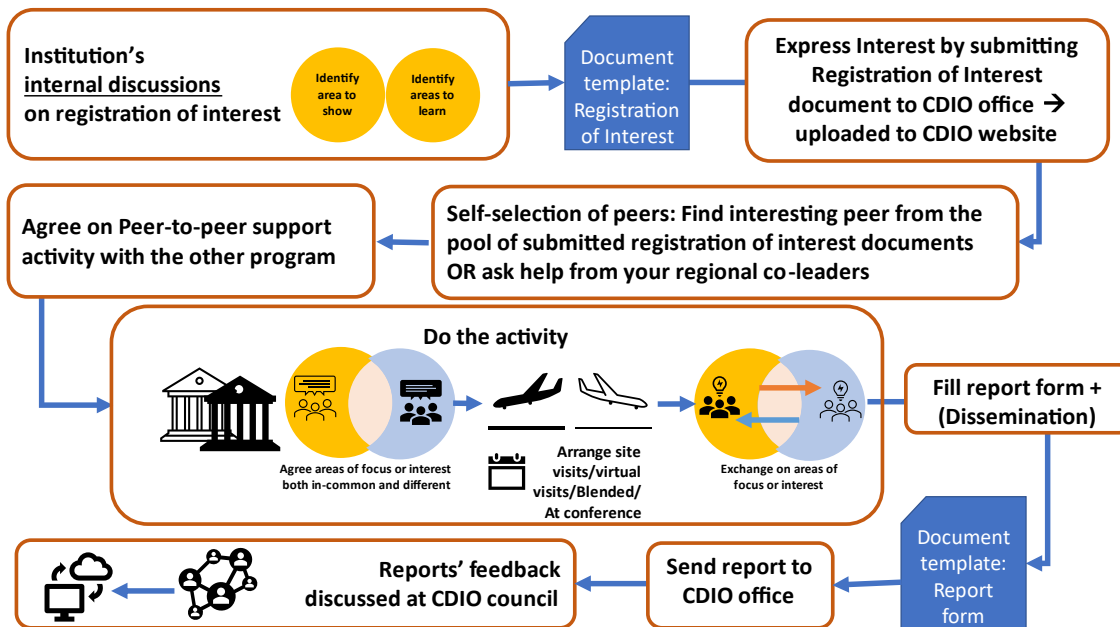 Institution's
internal discussions
on registration of interest
Identify
area to
show
Identify
areas to
learn
Document
template:
Registration
of Interest
Express Interest by submitting
Registration of Interest
document to CDIO office →
uploaded to CDIO website
Self-selection of peers: Find interesting peer from the
pool of submitted registration of interest documents
OR ask help from your regional co-leaders
Agree on Peer-to-peer support
activity with the other program
Do the activity
Agree areas of focus or interest
both in-common and different
Arrange site
visits/virtual
visits/Blended/
At conference
Exchange on areas of
focus or interest
Fill report form +
(Dissemination)
Document
template:
Report
form
Send report to
CDIO office
Reports' feedback
discussed at CDIO council